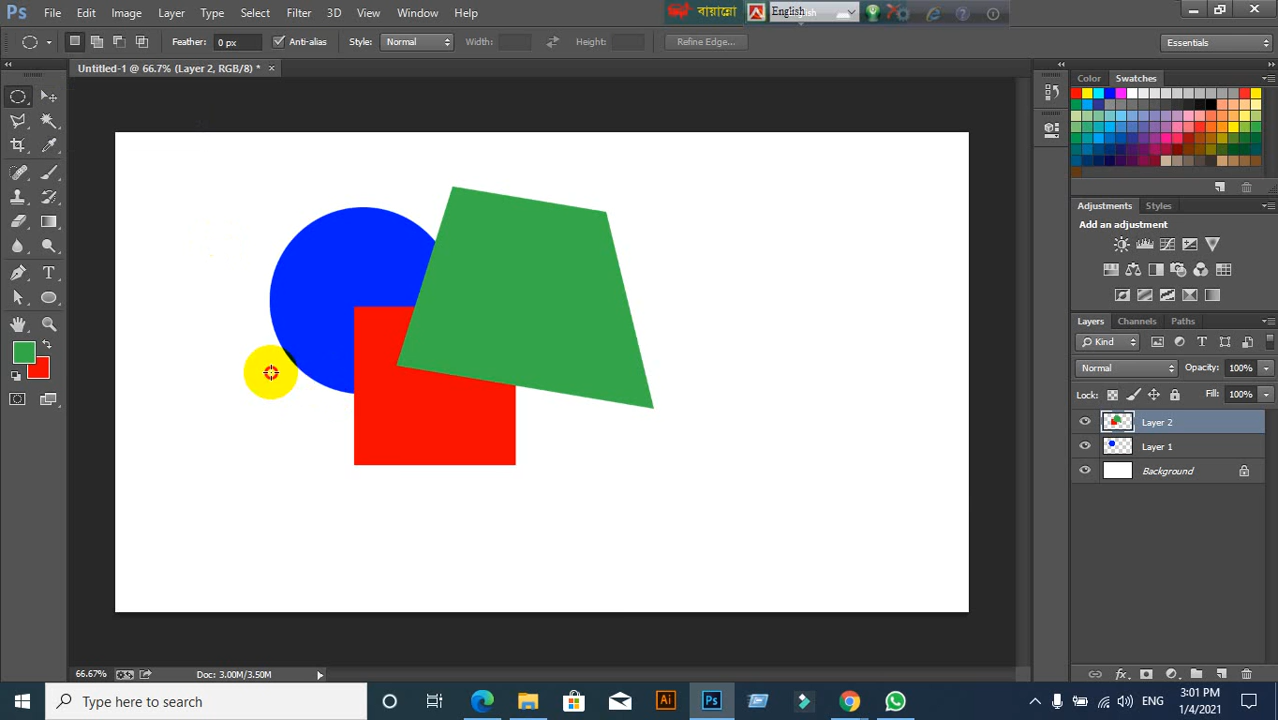 Ps File Edit Image Layer Type Select Filter 3D View Window Help
বায়ান্নো English
Feather: 0 px Anti-alias Style: Normal Width: Height: Refine Edge... Essentials
Untitled-1 @ 66.7% (Layer 2, RGB/8) *
Color Swatches
Adjustments Styles
Add an adjustment
Layers Channels Paths
Kind
Normal Opacity: 100%
Lock: Fill: 100%
Layer 2
Layer 1
Background
66.67% Doc: 3.00M/3.50M
Type here to search
Ai Ps
ENG
3:01 PM
1/4/2021